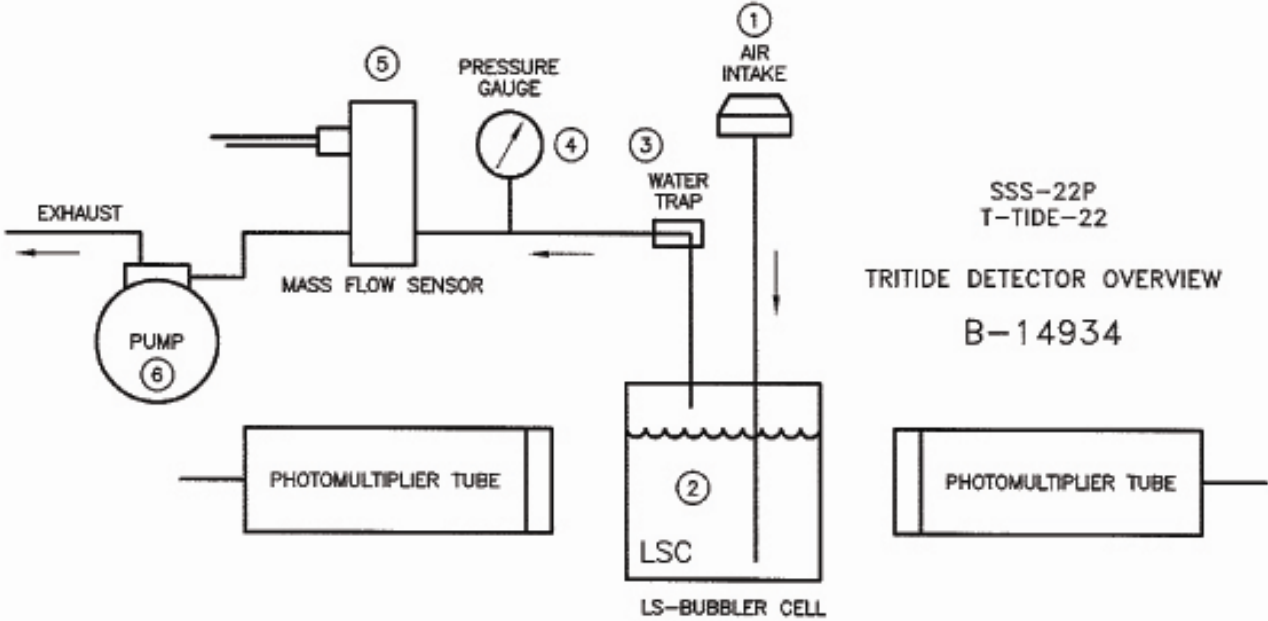 1
AIR
INTAKE
5
PRESSURE
GAUGE
4
3
WATER
TRAP
SSS-22P
T-TIDE-22
EXHAUST
MASS FLOW SENSOR
TRITIDE DETECTOR OVERVIEW
B-14934
PUMP
6
PHOTOMULTIPLIER TUBE
2
PHOTOMULTIPLIER TUBE
LSC
LS-BUBBLER CELL